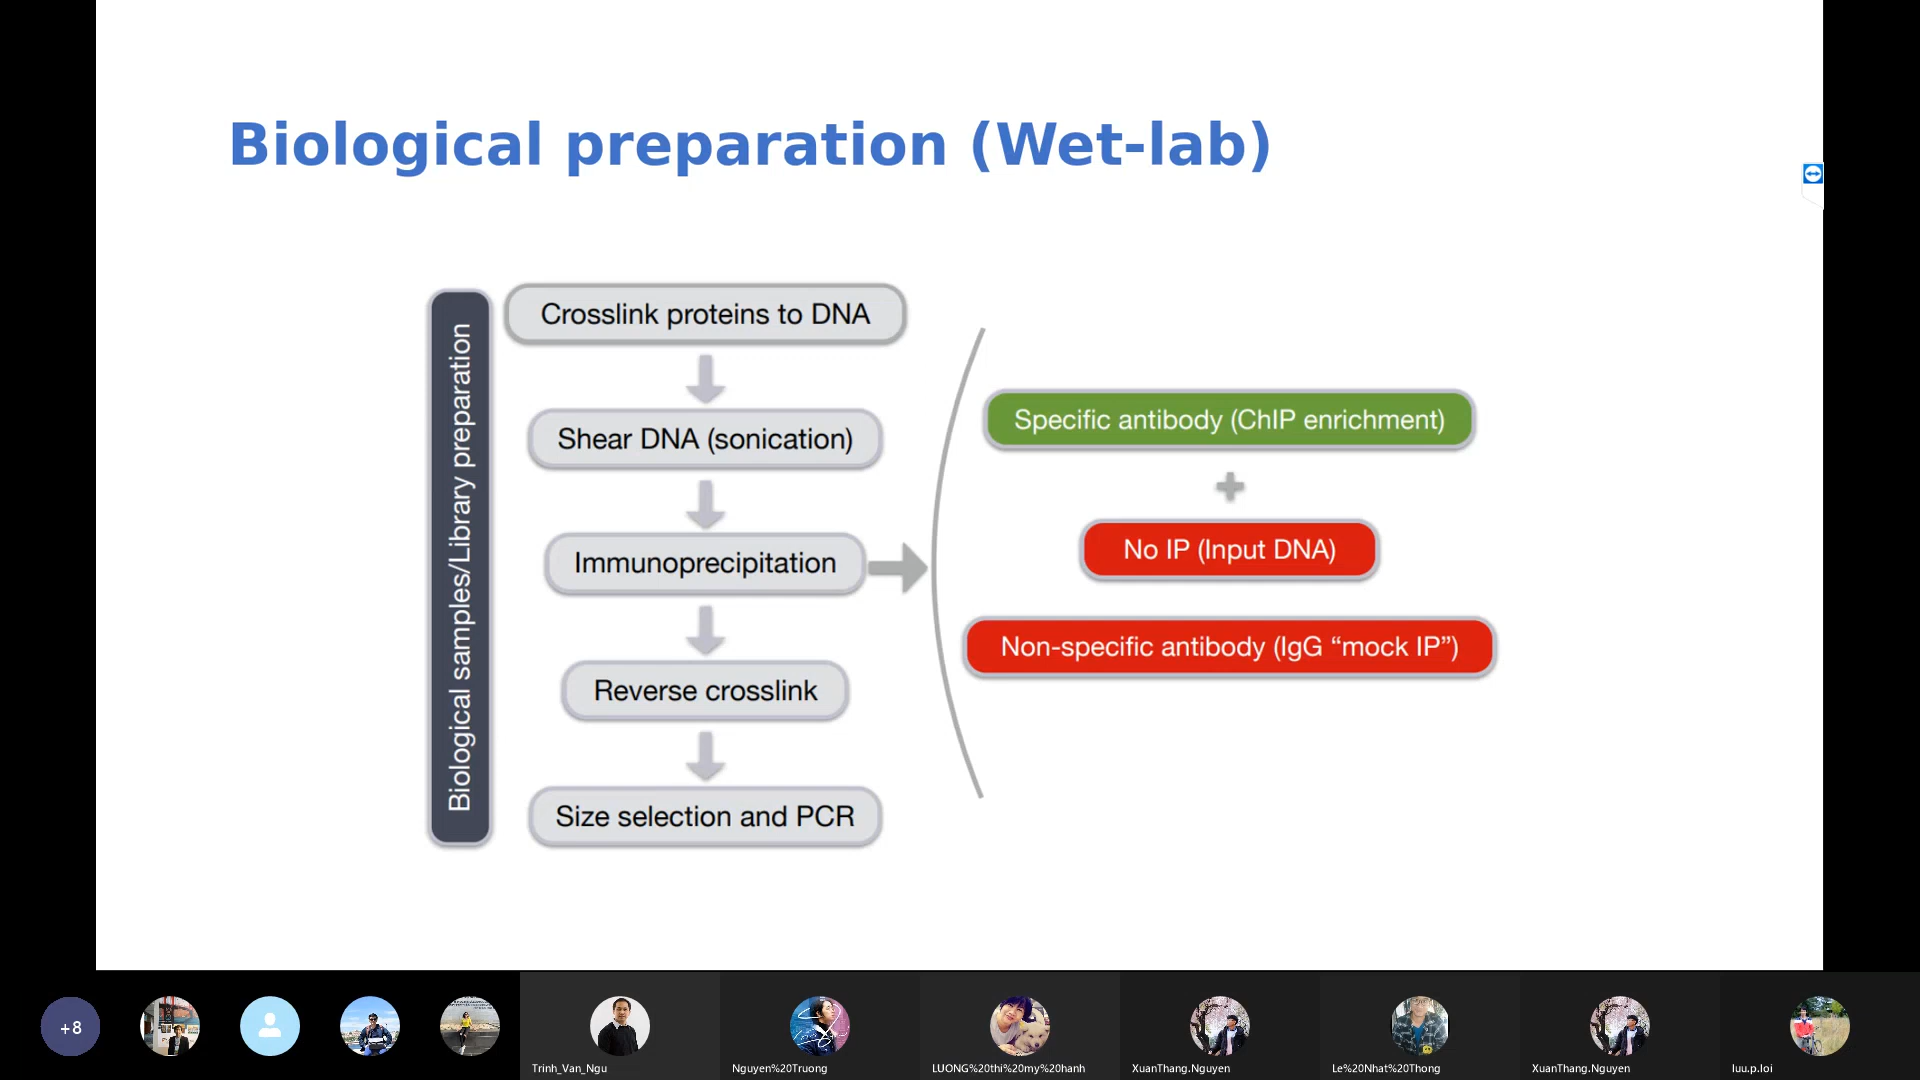 Biological preparation (Wet-lab)
Biological samples/Library preparation
Crosslink proteins to DNA
Shear DNA (sonication)
Immunoprecipitation
Reverse crosslink
Size selection and PCR
Specific antibody (ChIP enrichment)
No IP (Input DNA)
Non-specific antibody (IgG “mock IP”)
+8
Trinh_Van_Ngu
Nguyen%20Truong
LUONG%20thi%20my%20hanh
XuanThang.Nguyen
Le%20Nhat%20Thong
XuanThang.Nguyen
luu.p.loi